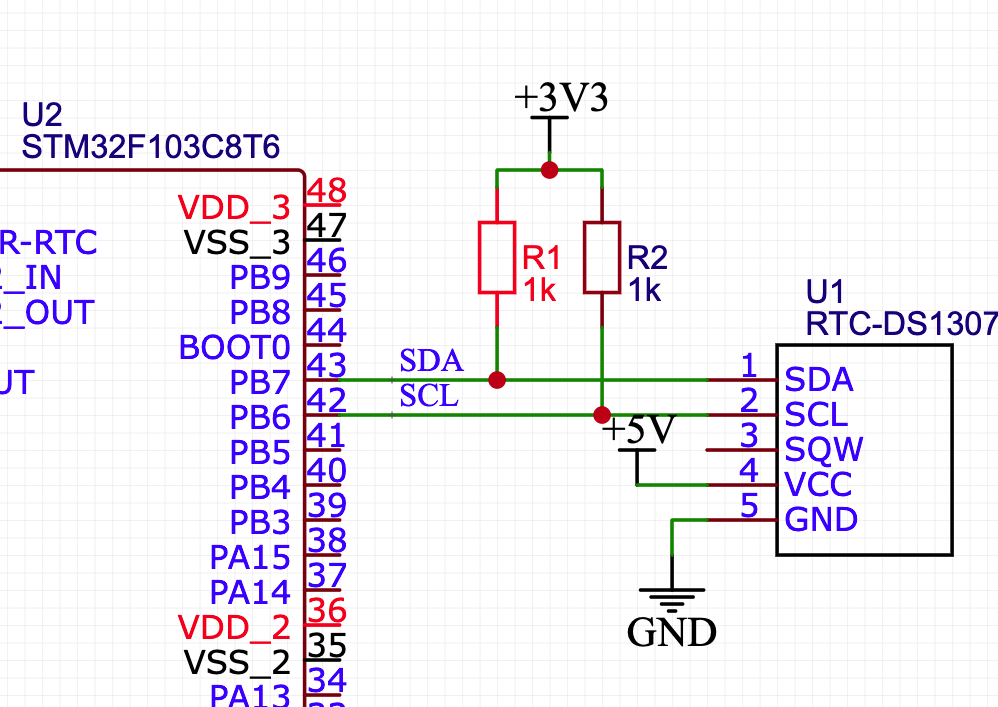 +3V3
U2
STM32F103C8T6
48
VDD_3
47
VSS_3
R-RTC
46
PB9
_IN
45
PB8
2_OUT
44
BOOT0
43
PB7
UT
42
PB6
41
PB5
40
PB4
39
PB3
38
PA15
37
PA14
36
VDD_2
35
VSS_2
34
PA13
R1
1k
R2
1k
SDA
SCL
+5V
U1
RTC-DS1307
1
SDA
2
SCL
3
SQW
4
VCC
5
GND
GND